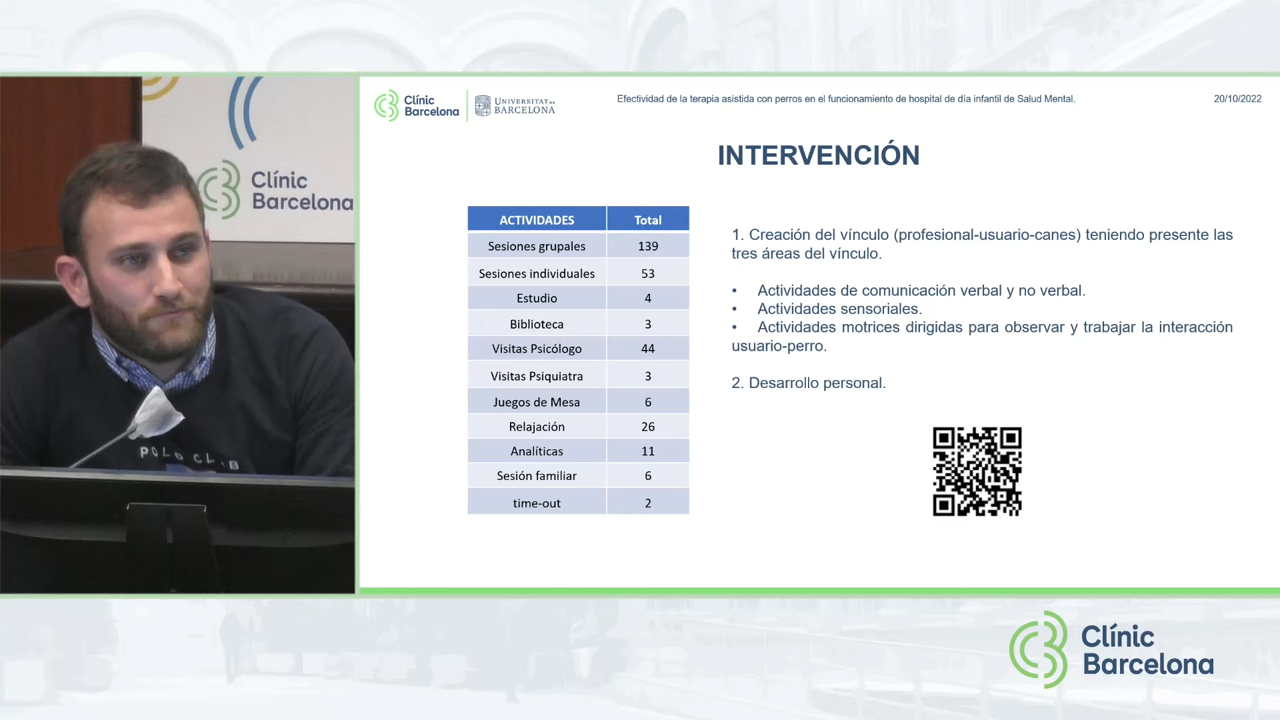 Clínic
Barcelona
POLO CLUB
Clínic
Barcelona
UNIVERSITAT DE
BARCELONA
Efectividad de la terapia asistida con perros en el funcionamiento de hospital de día infantil de Salud Mental.
20/10/2022
INTERVENCIÓN
ACTIVIDADES Total
Sesiones grupales 139
Sesiones individuales 53
Estudio 4
Biblioteca 3
Visitas Psicólogo 44
Visitas Psiquiatra 3
Juegos de Mesa 6
Relajación 26
Analíticas 11
Sesión familiar 6
time-out 2
1. Creación del vínculo (profesional-usuario-canes) teniendo presente las
tres áreas del vínculo.
• Actividades de comunicación verbal y no verbal.
• Actividades sensoriales.
• Actividades motrices dirigidas para observar y trabajar la interacción
usuario-perro.
2. Desarrollo personal.
Clínic
Barcelona